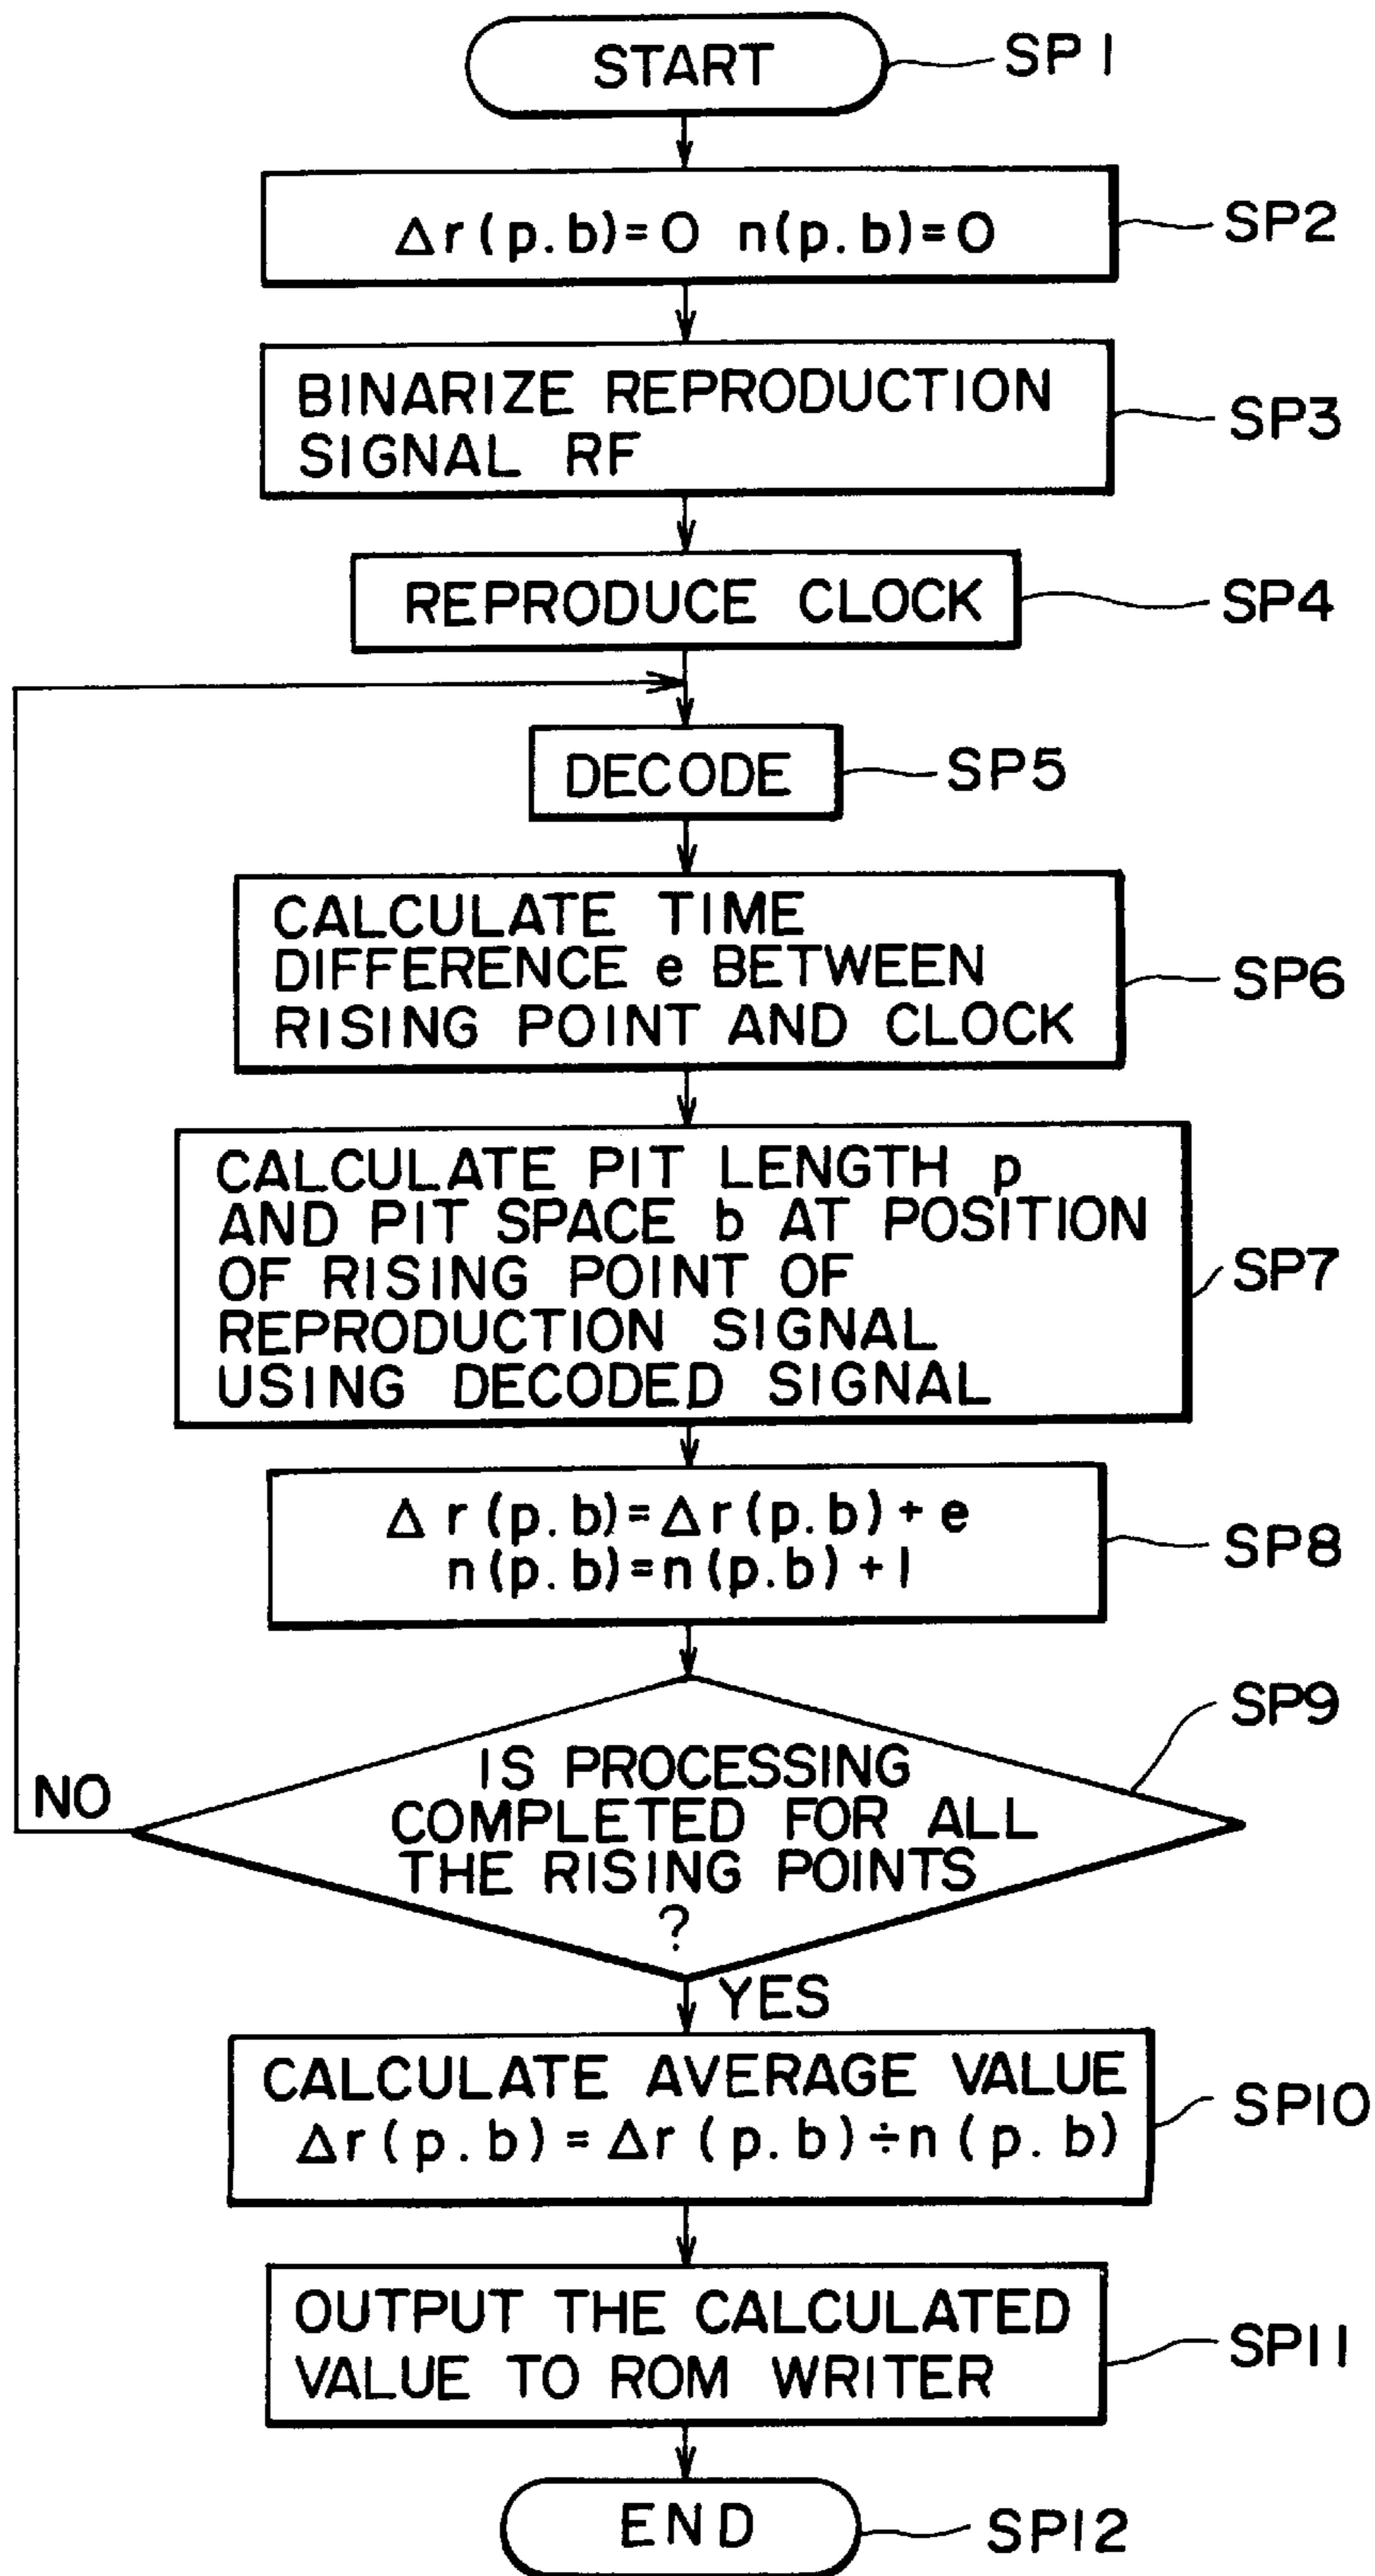 START
SP1
Δr(p.b)=0 n(p.b)=0
SP2
BINARIZE REPRODUCTION
SIGNAL RF
SP3
REPRODUCE CLOCK
SP4
DECODE
SP5
CALCULATE TIME
DIFFERENCE e BETWEEN
RISING POINT AND CLOCK
SP6
CALCULATE PIT LENGTH p
AND PIT SPACE b AT POSITION
OF RISING POINT OF
REPRODUCTION SIGNAL
USING DECODED SIGNAL
SP7
Δr(p.b)=Δr(p.b)+e
n(p.b)=n(p.b)+1
SP8
SP9
IS PROCESSING
COMPLETED FOR ALL
THE RISING POINTS
?
NO
YES
CALCULATE AVERAGE VALUE
Δr(p.b)=Δr(p.b)÷n(p.b)
SP10
OUTPUT THE CALCULATED
VALUE TO ROM WRITER
SP11
END
SP12